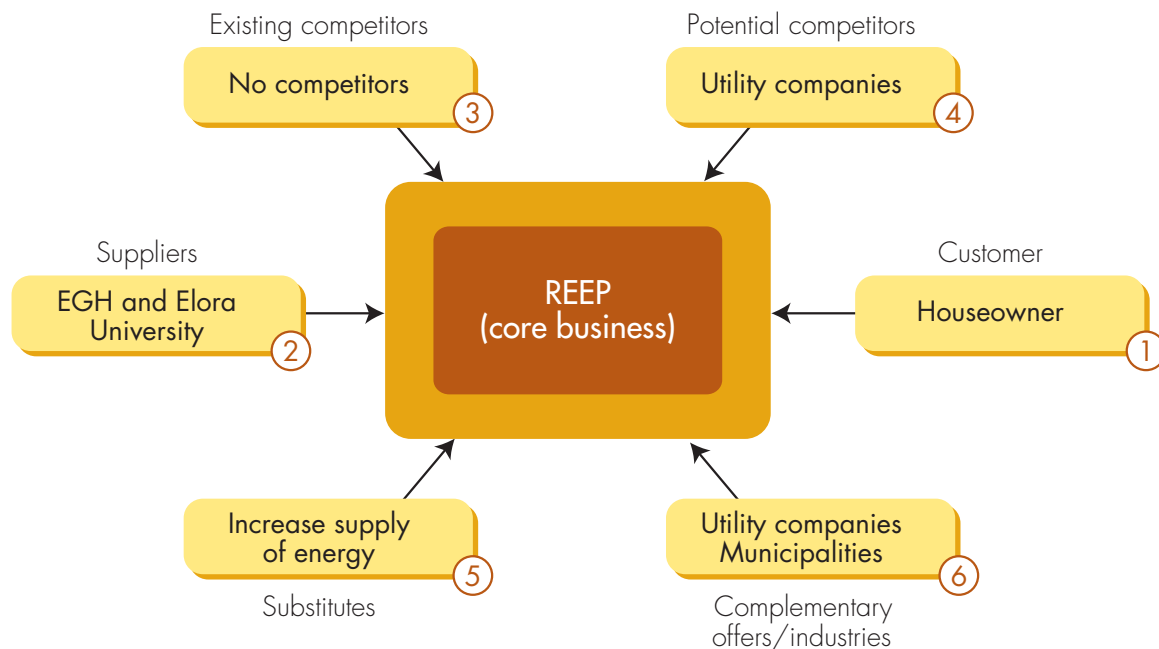 Existing competitors
No competitors
3
Potential competitors
Utility companies
4
Suppliers
EGH and Elora
University
2
REEP
(core business)
Customer
Houseowner
1
Increase supply
of energy
5
Substitutes
Utility companies
Municipalities
6
Complementary
offers/industries